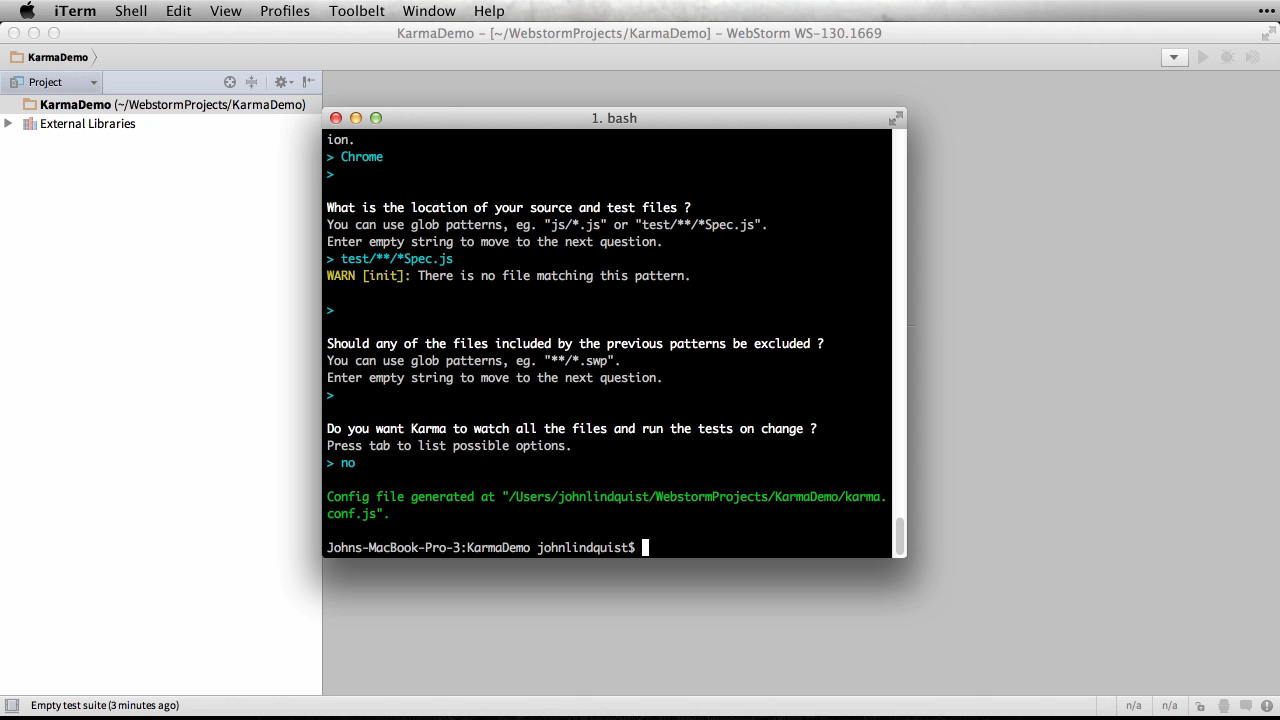 iTerm Shell Edit View Profiles Toolbelt Window Help
KarmaDemo – [~/WebstormProjects/KarmaDemo] – WebStorm WS-130.1669
KarmaDemo
Project
KarmaDemo (~/WebstormProjects/KarmaDemo)
External Libraries
1. bash
ion.
> Chrome
>
What is the location of your source and test files ?
You can use glob patterns, eg. "js/*.js" or "test/**/*Spec.js".
Enter empty string to move to the next question.
> test/**/*Spec.js
WARN [init]: There is no file matching this pattern.
>
Should any of the files included by the previous patterns be excluded ?
You can use glob patterns, eg. "**/*.swp".
Enter empty string to move to the next question.
>
Do you want Karma to watch all the files and run the tests on change ?
Press tab to list possible options.
> no
Config file generated at "/Users/johnlindquist/WebstormProjects/KarmaDemo/karma.
conf.js".
Johns-MacBook-Pro-3:KarmaDemo johnlindquist$
Empty test suite (3 minutes ago)
n/a n/a